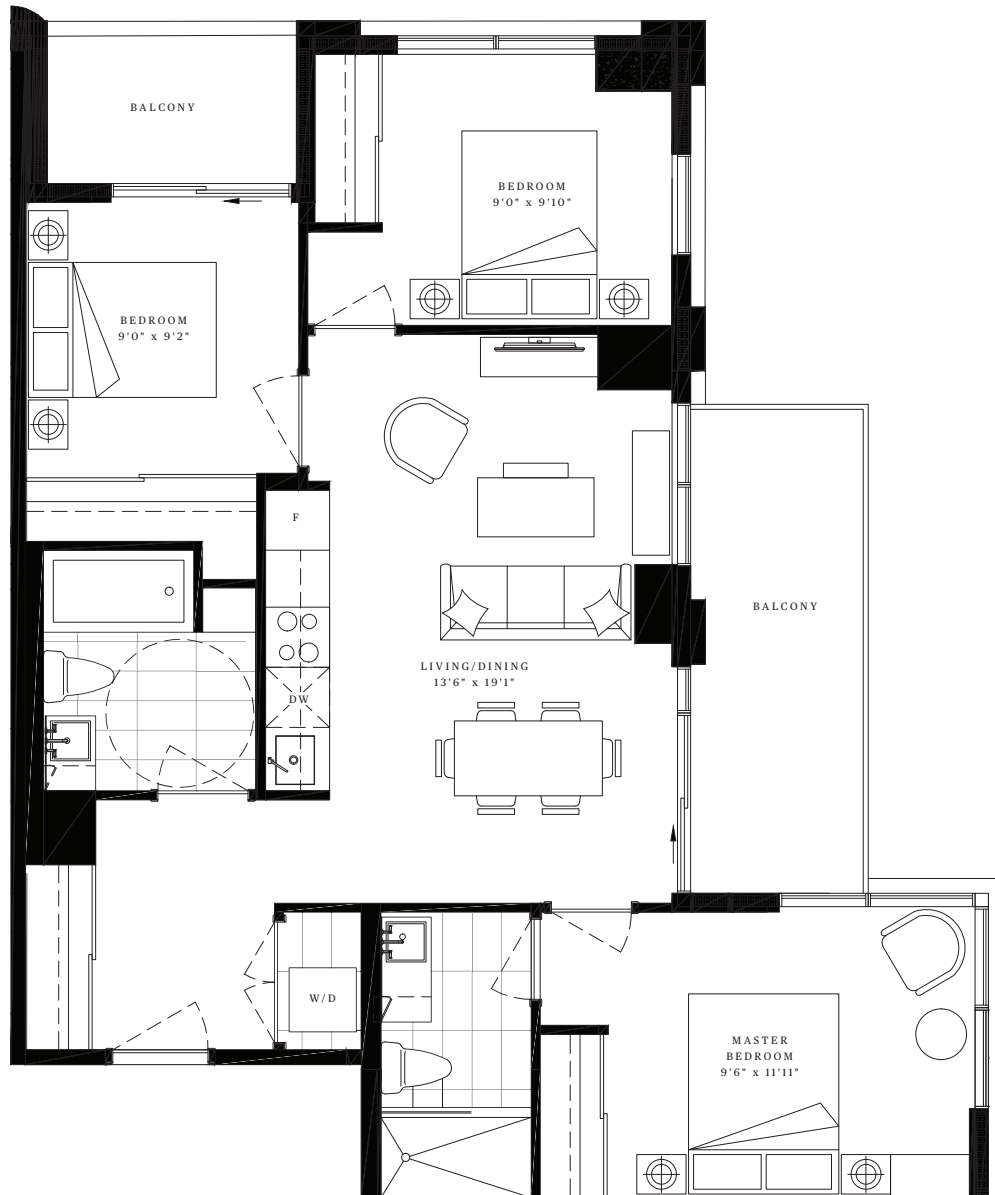 BALCONY
BEDROOM
9'0" x 9'10"
BEDROOM
9'0" x 9'2"
F
BALCONY
LIVING/DINING
13'6" x 19'1"
DW
W/D
MASTER
BEDROOM
9'6" x 11'11"